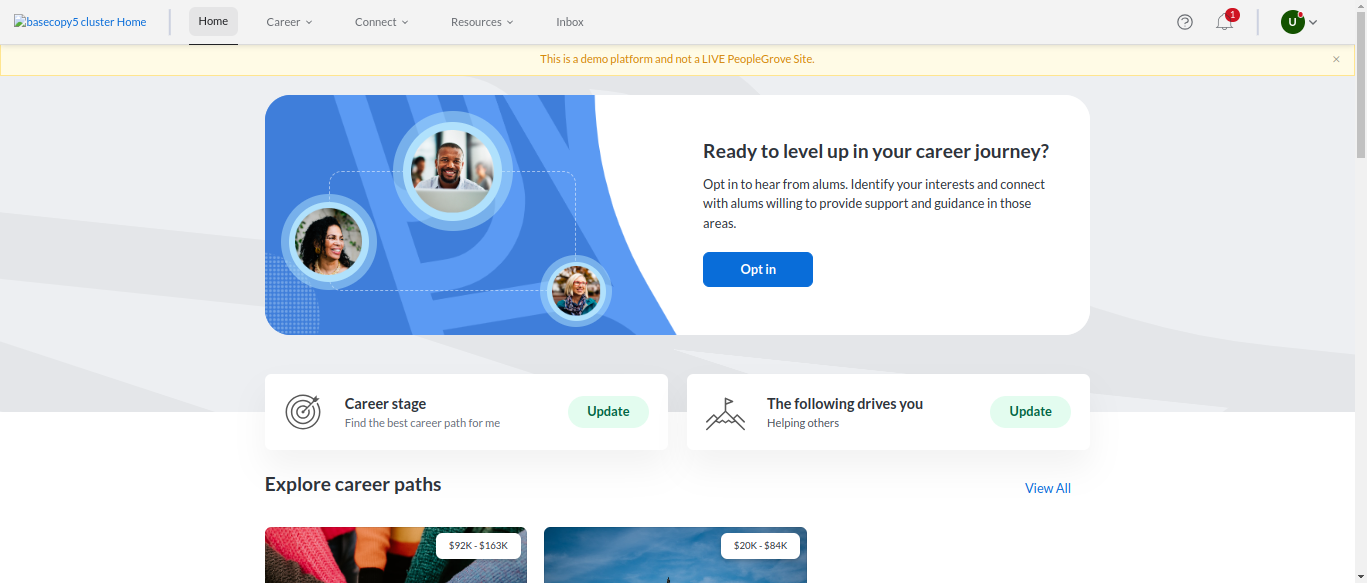 basecopy5 cluster Home
Home
Career
Connect
Resources
Inbox
1
U
This is a demo platform and not a LIVE PeopleGrove Site.
Ready to level up in your career journey?
Opt in to hear from alums. Identify your interests and connect
with alums willing to provide support and guidance in those
areas.
Opt in
Career stage
Find the best career path for me
Update
The following drives you
Helping others
Update
Explore career paths
View All
$92K - $163K
$20K - $84K